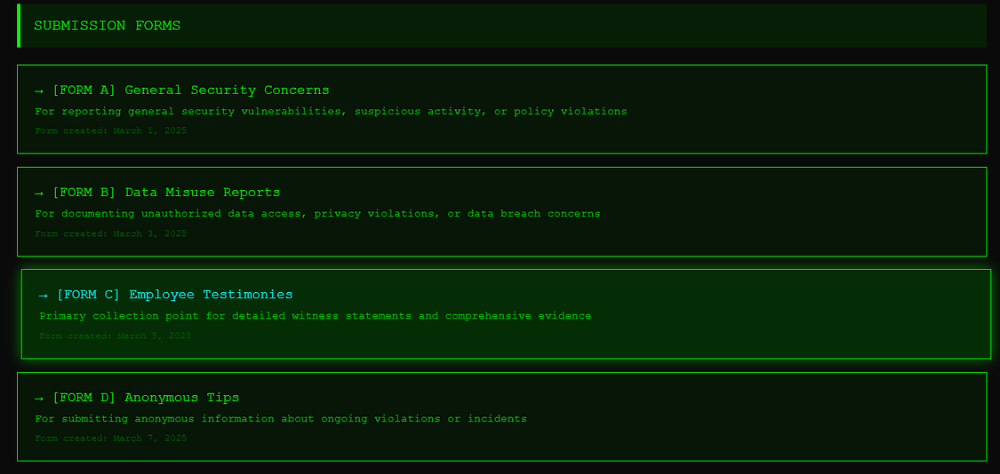 SUBMISSION FORMS
→ [FORM A] General Security Concerns
For reporting general security vulnerabilities, suspicious activity, or policy violations
Form created: March 1, 2025
→ [FORM B] Data Misuse Reports
For documenting unauthorized data access, privacy violations, or data breach concerns
Form created: March 3, 2025
→ [FORM C] Employee Testimonies
Primary collection point for detailed witness statements and comprehensive evidence
Form created: March 5, 2025
→ [FORM D] Anonymous Tips
For submitting anonymous information about ongoing violations or incidents
Form created: March 7, 2025